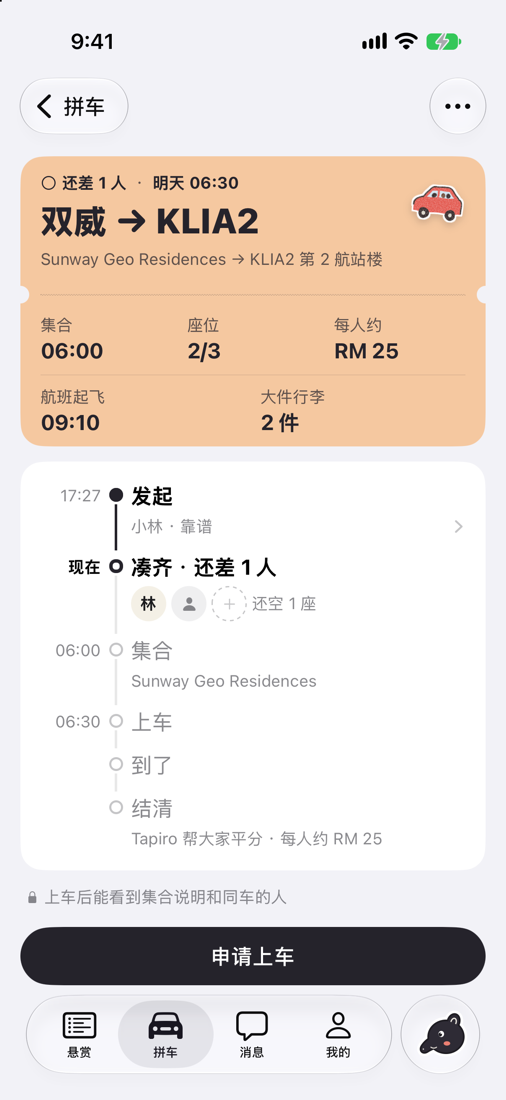 9:41
拼车
还差 1 人 · 明天 06:30
双威 → KLIA2
Sunway Geo Residences → KLIA2 第 2 航站楼
集合 座位 每人约
06:00 2/3 RM 25
航班起飞 大件行李
09:10 2 件
17:27 发起
小林 · 靠谱
现在 凑齐 · 还差 1 人
林 还空 1 座
06:00 集合
Sunway Geo Residences
06:30 上车
到了
结清
Tapiro 帮大家平分 · 每人约 RM 25
上车后能看到集合说明和同车的人
申请上车
悬赏 拼车 消息 我的